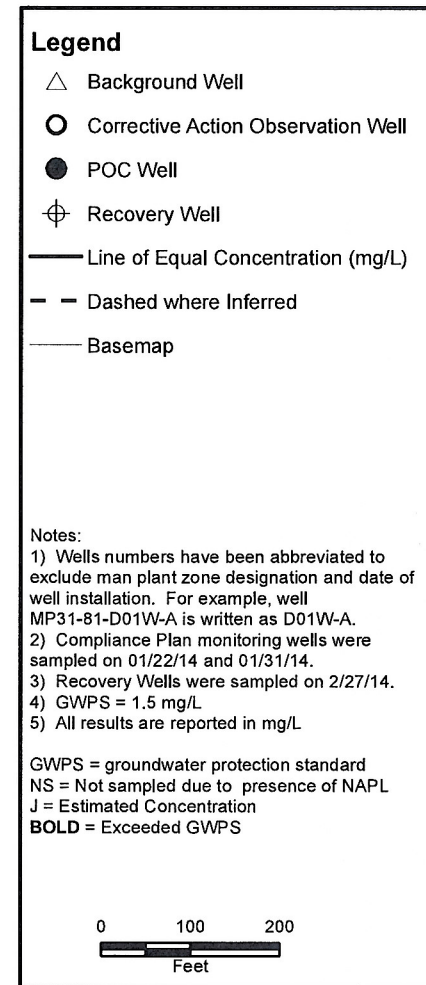 Legend
Background Well
Corrective Action Observation Well
POC Well
Recovery Well
Line of Equal Concentration (mg/L)
Dashed where Inferred
Basemap
Notes:
1) Wells numbers have been abbreviated to
exclude man plant zone designation and date of
well installation. For example, well
MP31-81-D01W-A is written as D01W-A.
2) Compliance Plan monitoring wells were
sampled on 01/22/14 and 01/31/14.
3) Recovery Wells were sampled on 2/27/14.
4) GWPS = 1.5 mg/L
5) All results are reported in mg/L
GWPS = groundwater protection standard
NS = Not sampled due to presence of NAPL
J = Estimated Concentration
BOLD = Exceeded GWPS
0 100 200
Feet